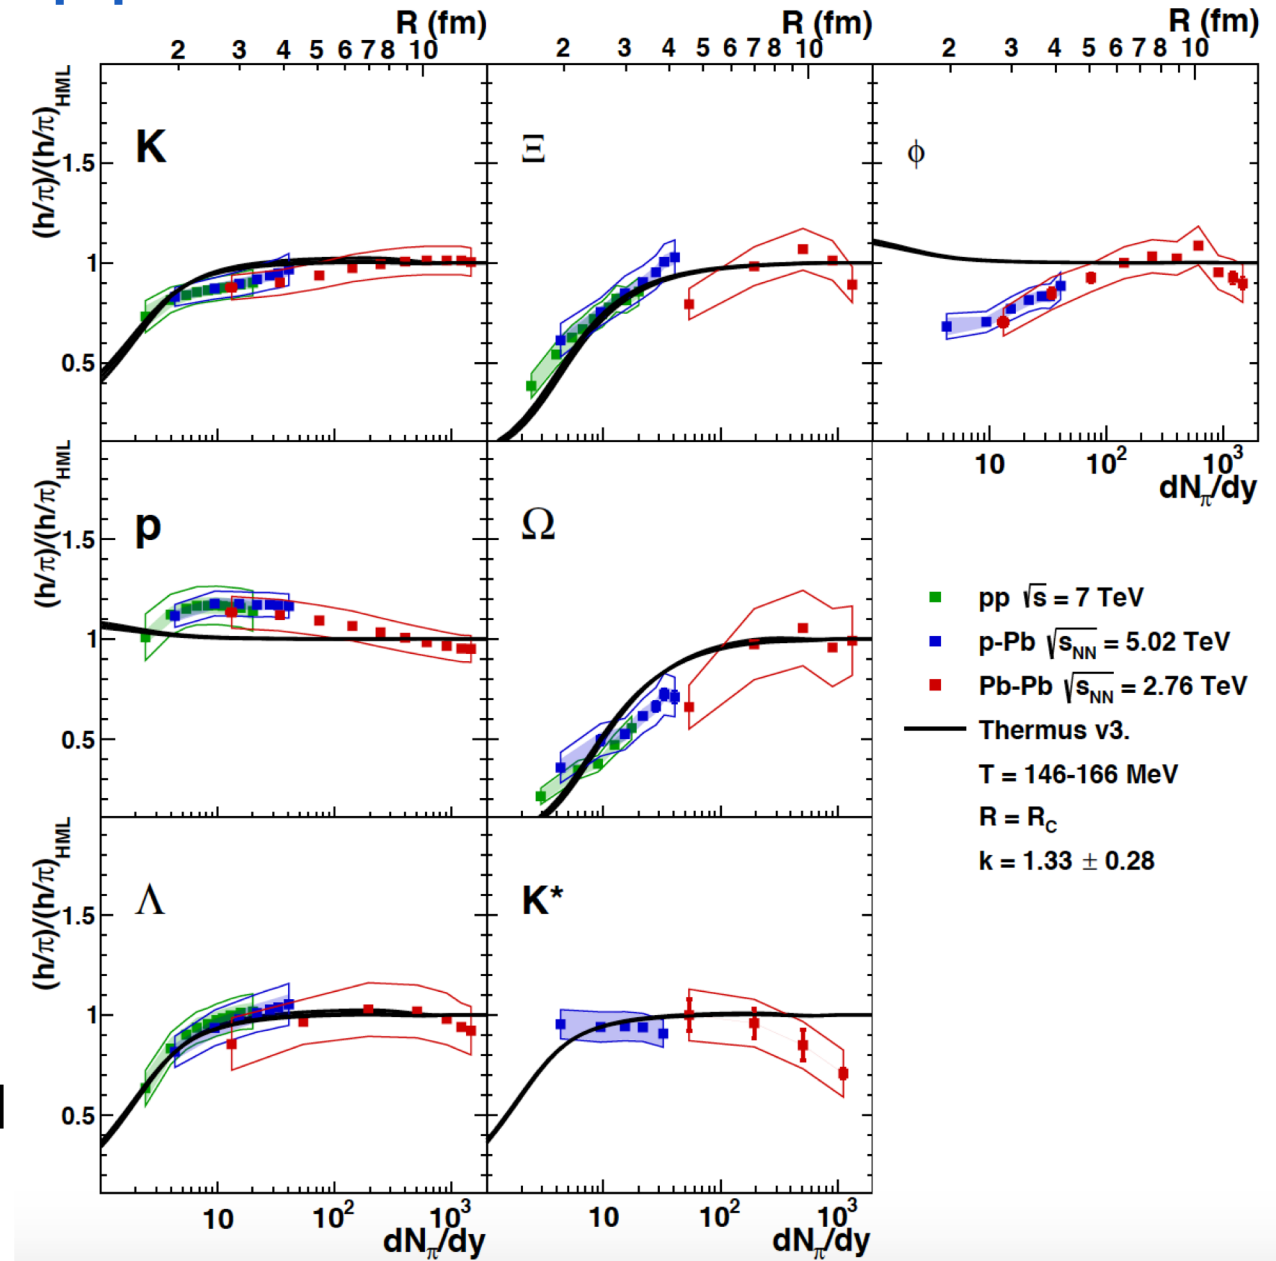 R (fm) R (fm) R (fm)
2 3 4 5 6 7 8 10 2 3 4 5 6 7 8 10 2 3 4 5 6 7 8 10
(h/π)/(h/π)HML
K Ξ ϕ
1.5
1
0.5
10 10² 10³
dNπ/dy
(h/π)/(h/π)HML
p Ω
1.5
1
0.5
pp √s = 7 TeV
p-Pb √sNN = 5.02 TeV
Pb-Pb √sNN = 2.76 TeV
Thermus v3.
T = 146-166 MeV
R = RC
k = 1.33 ± 0.28
(h/π)/(h/π)HML
Λ K*
1.5
1
0.5
10 10² 10³ 10 10² 10³
dNπ/dy dNπ/dy